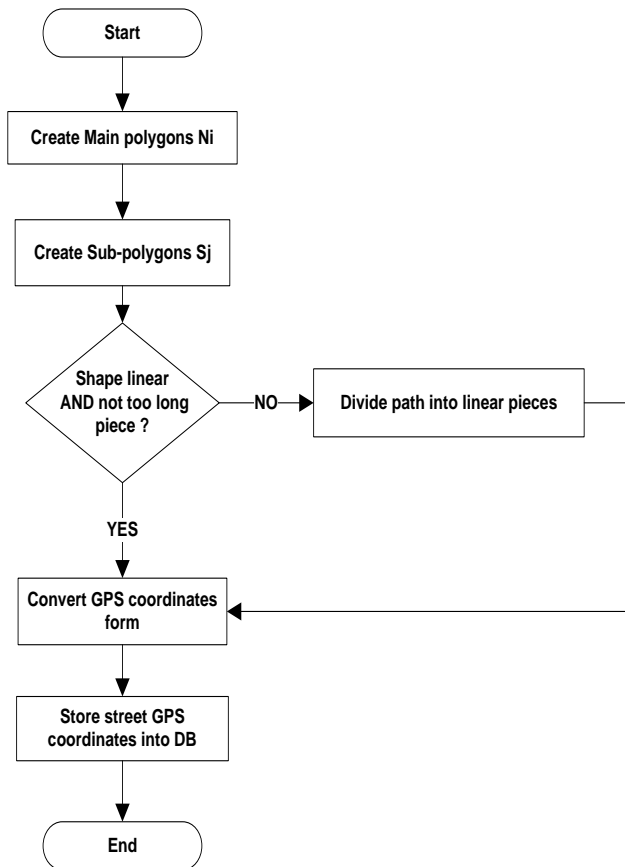 Start
Create Main polygons Ni
Create Sub-polygons Sj
Shape linear
AND not too long
piece ?
NO
Divide path into linear pieces
YES
Convert GPS coordinates
form
Store street GPS
coordinates into DB
End